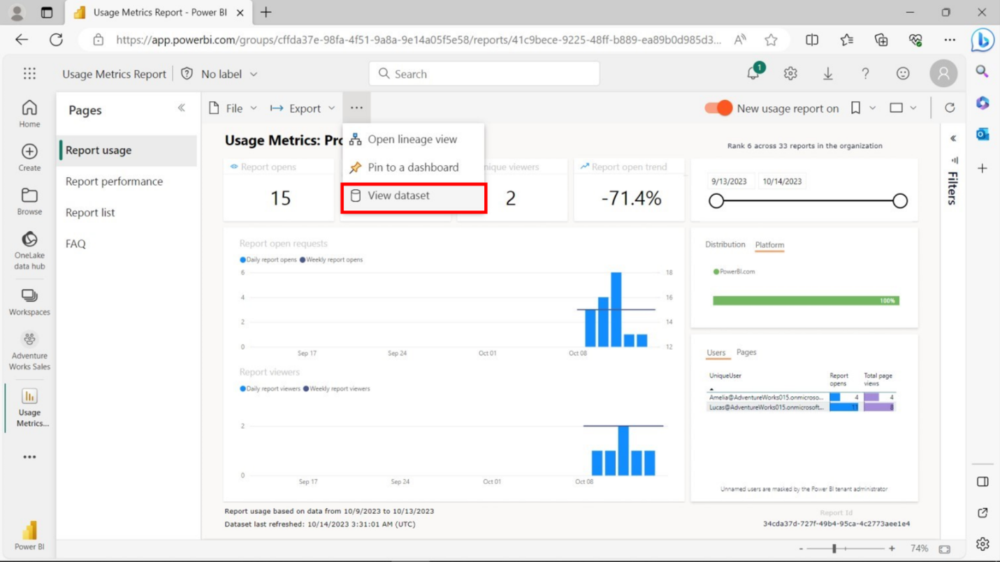 Usage Metrics Report - Power BI
https://app.powerbi.com/groups/cffda37e-98fa-4f51-9a8a-9e14a05f5e58/reports/41c9bece-9225-48ff-b889-ea89b0d985d3...
Usage Metrics Report
No label
Search
1
Home
Create
Browse
OneLake
data hub
Workspaces
Adventure
Works Sales
Usage
Metrics...
Power BI
Pages
Report usage
Report performance
Report list
FAQ
File
Export
New usage report on
Open lineage view
Pin to a dashboard
View dataset
Usage Metrics:
Rank 6 across 33 reports in the organization
Report opens
15
viewers
2
Report open trend
-71.4%
9/13/2023
10/14/2023
Filters
Report open requests
Daily report opens Weekly report opens
6
4
2
0
18
16
14
12
Sep 17
Sep 24
Oct 01
Oct 08
Report viewers
Daily report viewers Weekly report viewers
2
0
Sep 17
Sep 24
Oct 01
Oct 08
Distribution Platform
PowerBI.com
100%
Users Pages
UniqueUser
Report
opens
Total page
views
Amelia@AdventureWorks015.onmicroso... 4 4
Lucas@AdventureWorks015.onmicrosoft... 11 8
Unnamed users are masked by the Power BI tenant administrator
Report usage based on data from 10/9/2023 to 10/13/2023
Dataset last refreshed: 10/14/2023 3:31:01 AM (UTC)
Report Id
34cda37d-727f-49b4-95ca-4c2773aee1e4
74%